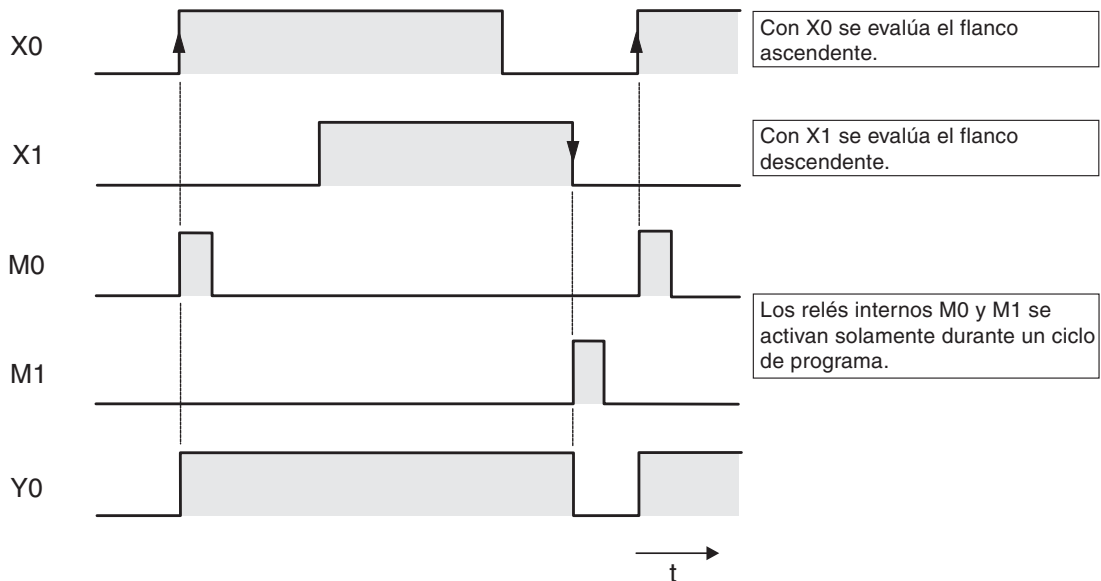 X0
Con X0 se evalúa el flanco
ascendente.
X1
Con X1 se evalúa el flanco
descendente.
M0
Los relés internos M0 y M1 se
activan solamente durante un ciclo
de programa.
M1
Y0
t